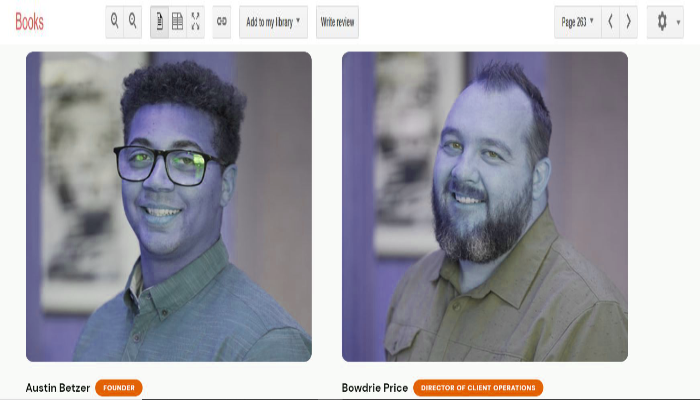 Books
Add to my library
Write review
Page 263
Austin Betzer FOUNDER
Bowdrie Price DIRECTOR OF CLIENT OPERATIONS